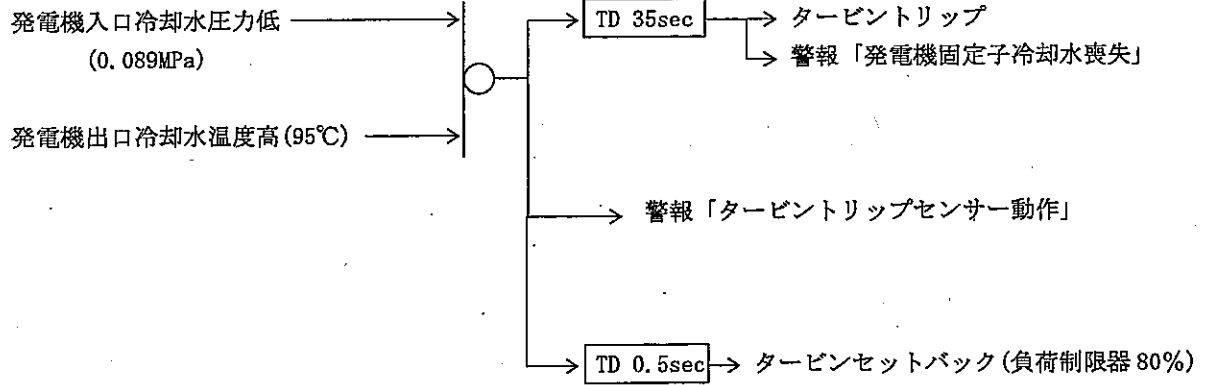 発電機入口冷却水圧力低
(0.089MPa)
発電機出口冷却水温度高(95℃)
TD 35sec
タービントリップ
警報「発電機固定子冷却水喪失」
警報「タービントリップセンサー動作」
TD 0.5sec
タービンセットバック(負荷制限器80%)